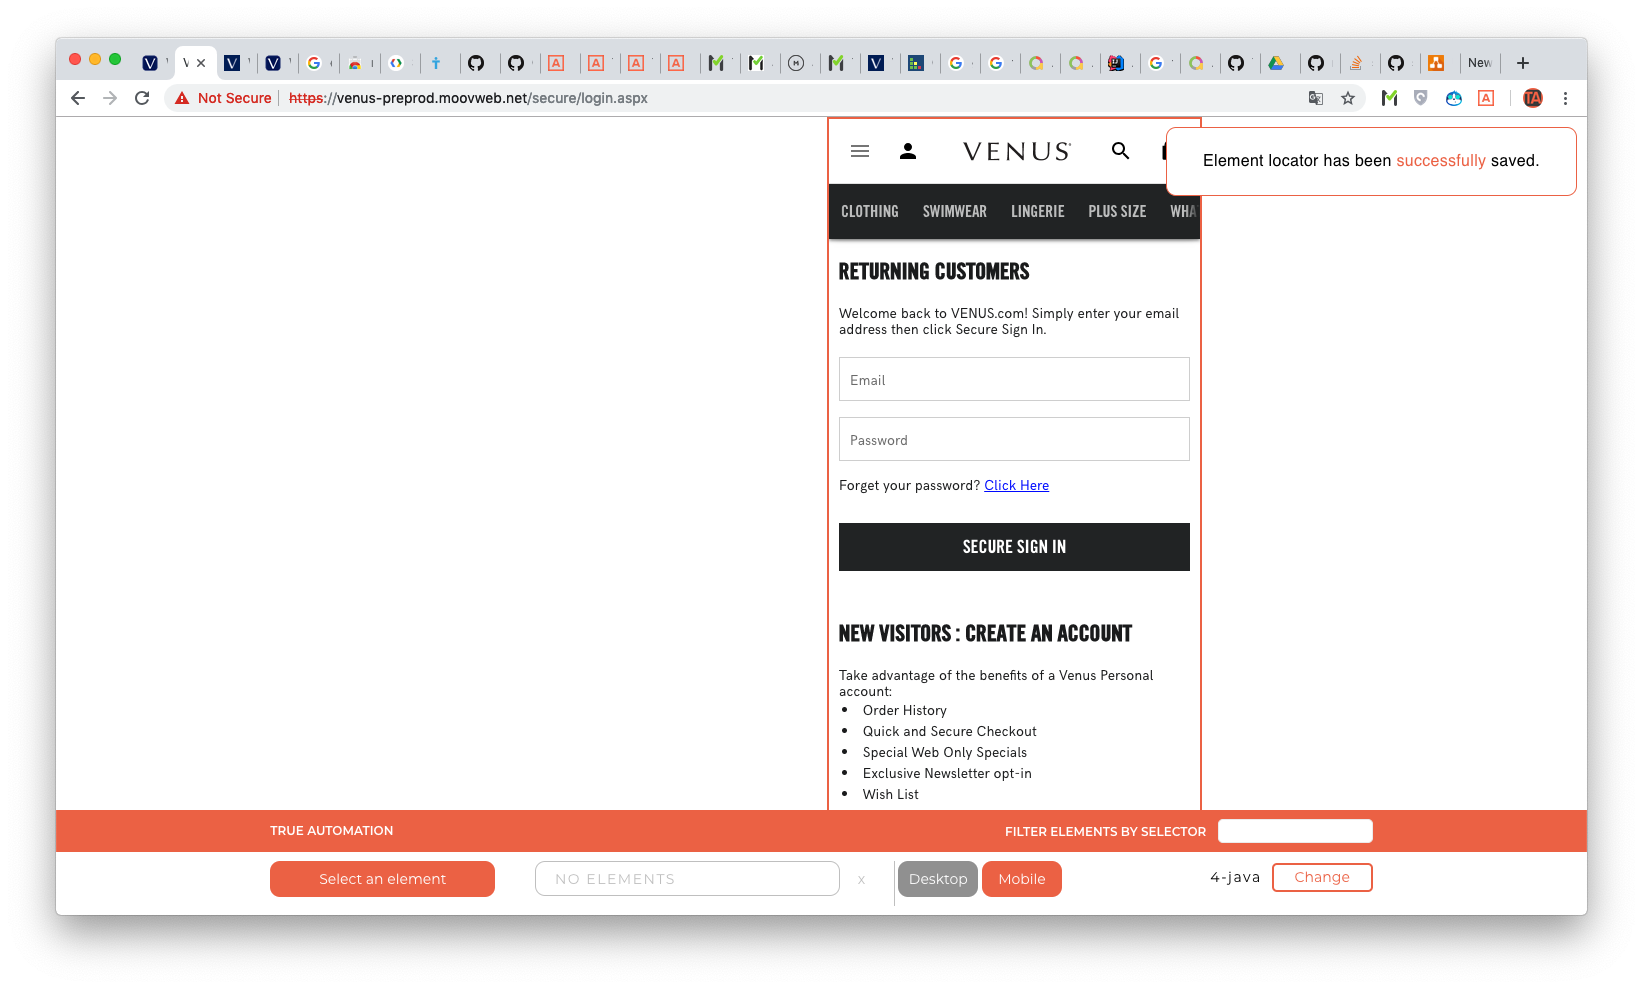 New
Not Secure
https://venus-preprod.moovweb.net/secure/login.aspx
TA
VENUS
Element locator has been successfully saved.
CLOTHING SWIMWEAR LINGERIE PLUS SIZE WHA
RETURNING CUSTOMERS
Welcome back to VENUS.com! Simply enter your email
address then click Secure Sign In.
Email
Password
Forget your password? Click Here
SECURE SIGN IN
NEW VISITORS : CREATE AN ACCOUNT
Take advantage of the benefits of a Venus Personal
account:
• Order History
• Quick and Secure Checkout
• Special Web Only Specials
• Exclusive Newsletter opt-in
• Wish List
TRUE AUTOMATION
FILTER ELEMENTS BY SELECTOR
Select an element
NO ELEMENTS
x
Desktop
Mobile
4-java
Change